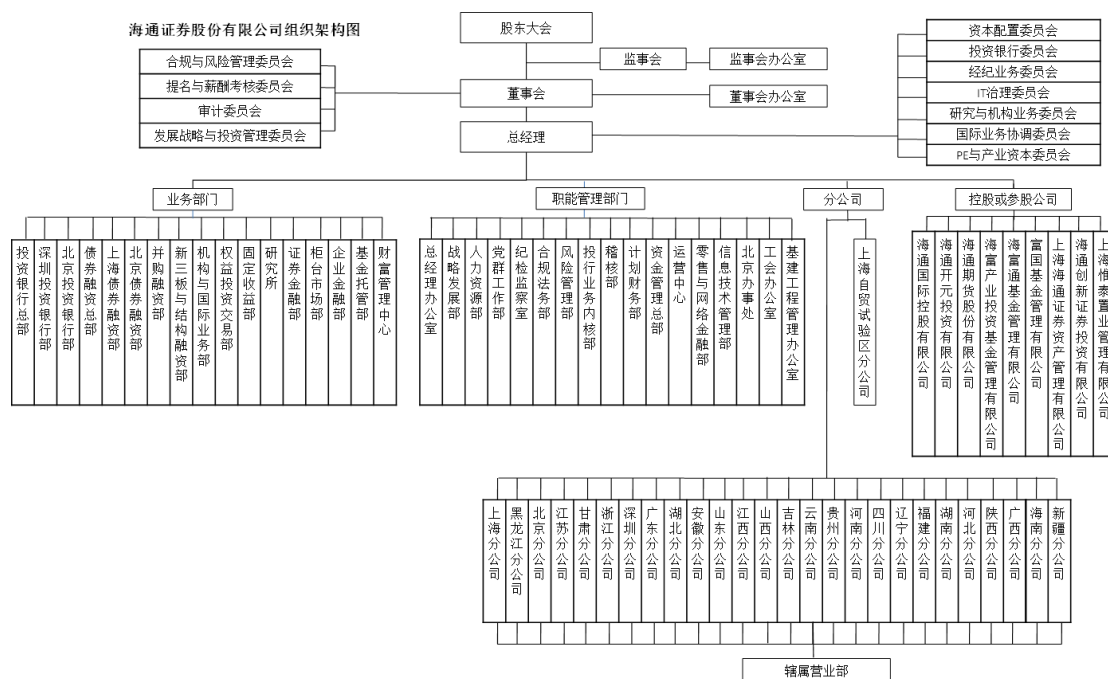 海通证券股份有限公司组织架构图
股东大会
监事会
监事会办公室
董事会
董事会办公室
总经理
合规与风险管理委员会
提名与薪酬考核委员会
审计委员会
发展战略与投资管理委员会
资本配置委员会
投资银行委员会
经纪业务委员会
IT治理委员会
研究与机构业务委员会
国际业务协调委员会
PE与产业资本委员会
业务部门
职能管理部门
分公司
控股或参股公司
投资银行总部
深圳投资银行部
北京投资银行部
债券融资总部
上海债券融资部
北京债券融资部
并购融资部
新三板与结构融资部
机构与国际业务部
权益投资交易部
固定收益部
研究所
证券金融部
柜台市场部
企业金融部
基金托管部
财富管理中心
总经理办公室
战略发展部
人力资源部
党群工作部
纪检监察室
合规法务部
风险管理部
投行业务内核部
稽核部
计划财务部
资金管理总部
运营中心
零售与网络金融部
信息技术管理部
北京办事处
工会办公室
基建工程管理办公室
上海自贸试验区分公司
海通国际控股有限公司
海通开元投资有限公司
海通期货股份有限公司
海富产业投资基金管理有限公司
海富通基金管理有限公司
富国基金管理有限公司
上海海通证券资产管理有限公司
海通创新证券投资有限公司
上海惟泰置业管理有限公司
上海分公司
黑龙江分公司
北京分公司
江苏分公司
甘肃分公司
浙江分公司
深圳分公司
广东分公司
湖北分公司
安徽分公司
山东分公司
江西分公司
山西分公司
吉林分公司
云南分公司
贵州分公司
河南分公司
四川分公司
辽宁分公司
福建分公司
湖南分公司
河北分公司
陕西分公司
广西分公司
海南分公司
新疆分公司
辖属营业部